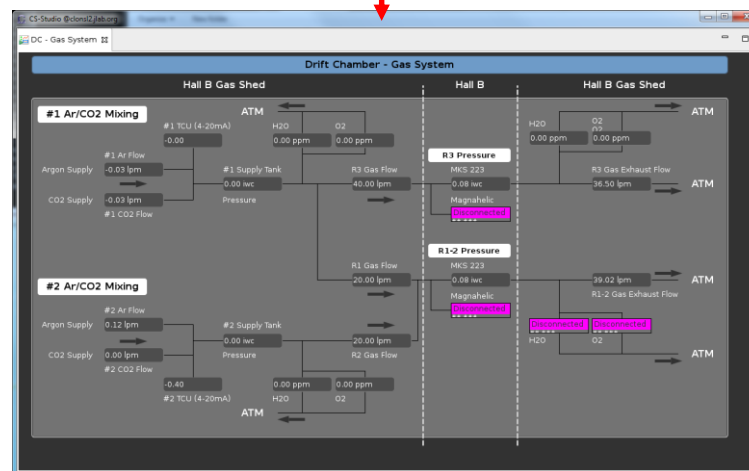 CS-Studio @clonsl2.jlab.org
DC - Gas System
Drift Chamber - Gas System
Hall B Gas Shed
Hall B
Hall B Gas Shed
#1 Ar/CO2 Mixing
ATM
ATM
#1 TCU (4-20mA)
H2O
O2
H2O
O2
O2
-0.00
0.00 ppm
0.00 ppm
0.00 ppm
0.00 ppm
#1 Ar Flow
R3 Pressure
Argon Supply
-0.03 lpm
#1 Supply Tank
R3 Gas Flow
MKS 223
R3 Gas Exhaust Flow
0.00 iwc
40.00 lpm
0.08 iwc
36.50 lpm
ATM
CO2 Supply
-0.03 lpm
Pressure
Magnahelic
#1 CO2 Flow
Disconnected
R1-2 Pressure
R1 Gas Flow
MKS 223
#2 Ar/CO2 Mixing
20.00 lpm
0.08 iwc
39.02 lpm
ATM
Magnahelic
R1-2 Gas Exhaust Flow
#2 Ar Flow
Disconnected
Argon Supply
0.12 lpm
#2 Supply Tank
Disconnected
Disconnected
0.00 iwc
20.00 lpm
H2O
O2
CO2 Supply
0.00 lpm
Pressure
R2 Gas Flow
ATM
#2 CO2 Flow
-0.40
0.00 ppm
0.00 ppm
#2 TCU (4-20mA)
H2O
O2
ATM